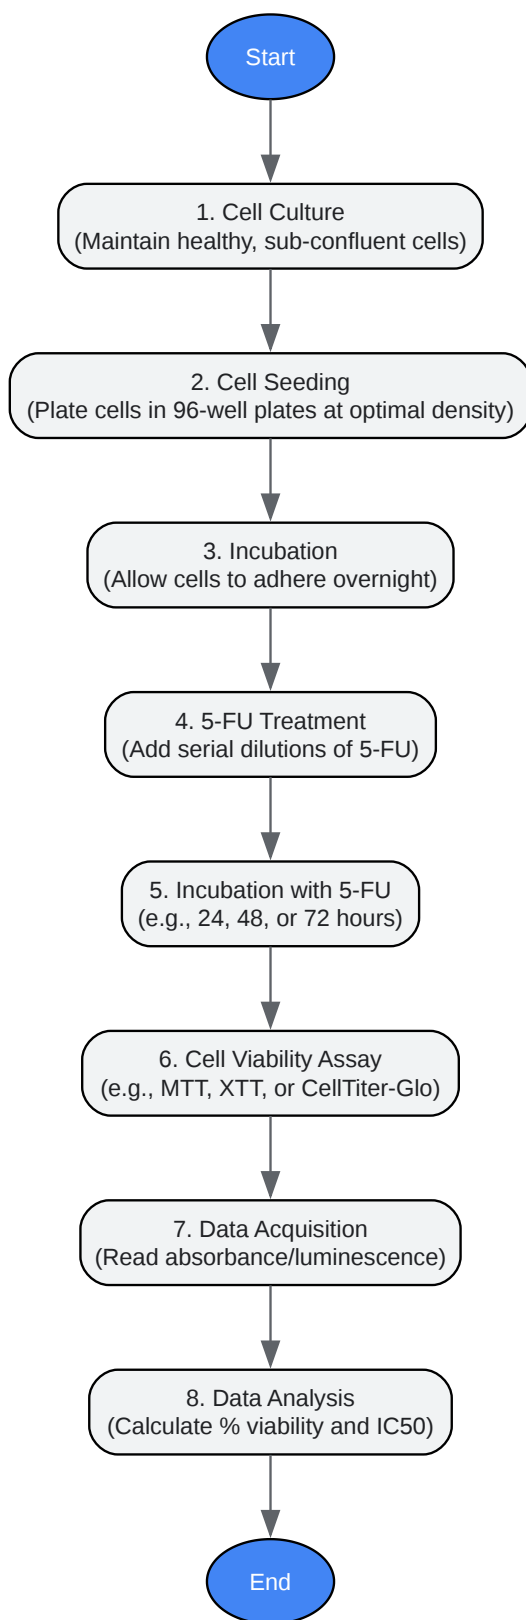 Start
1. Cell Culture
(Maintain healthy, sub-confluent cells)
2. Cell Seeding
(Plate cells in 96-well plates at optimal density)
3. Incubation
(Allow cells to adhere overnight)
4. 5-FU Treatment
(Add serial dilutions of 5-FU)
5. Incubation with 5-FU
(e.g., 24, 48, or 72 hours)
6. Cell Viability Assay
(e.g., MTT, XTT, or CellTiter-Glo)
7. Data Acquisition
(Read absorbance/luminescence)
8. Data Analysis
(Calculate % viability and IC50)
End